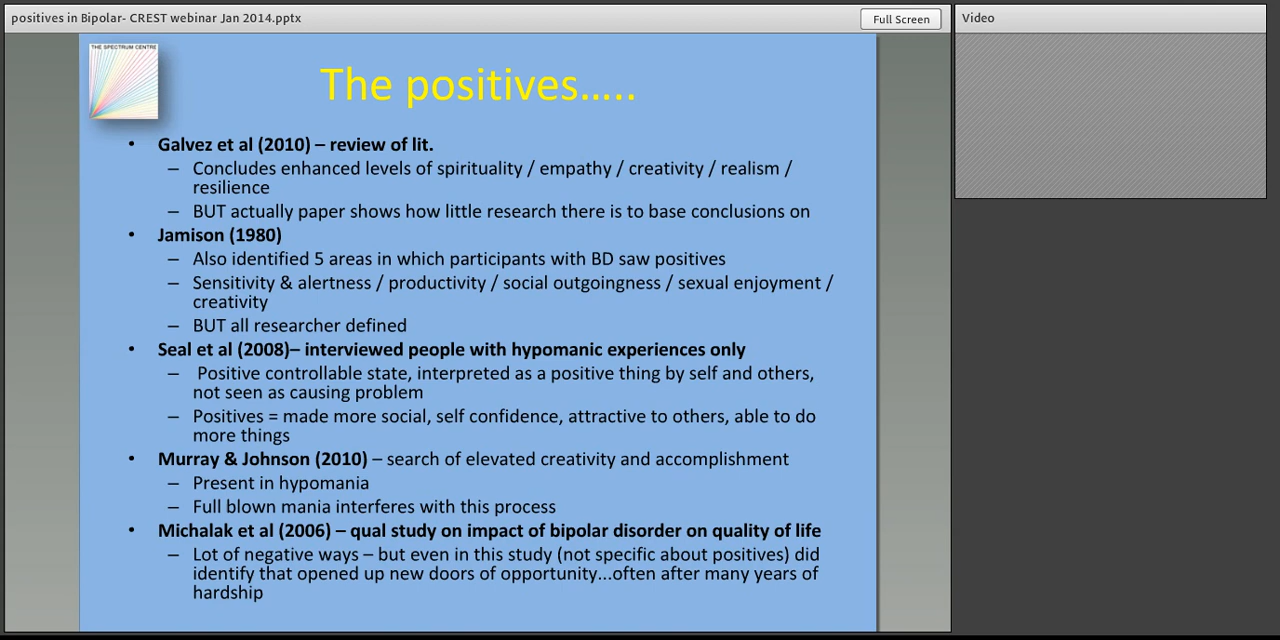 positives in Bipolar- CREST webinar Jan 2014.pptx
Full Screen
Video
THE SPECTRUM CENTRE
The positives.....
• Galvez et al (2010) – review of lit.
– Concludes enhanced levels of spirituality / empathy / creativity / realism /
resilience
– BUT actually paper shows how little research there is to base conclusions on
• Jamison (1980)
– Also identified 5 areas in which participants with BD saw positives
– Sensitivity & alertness / productivity / social outgoingness / sexual enjoyment /
creativity
– BUT all researcher defined
• Seal et al (2008)– interviewed people with hypomanic experiences only
– Positive controllable state, interpreted as a positive thing by self and others,
not seen as causing problem
– Positives = made more social, self confidence, attractive to others, able to do
more things
• Murray & Johnson (2010) – search of elevated creativity and accomplishment
– Present in hypomania
– Full blown mania interferes with this process
• Michalak et al (2006) – qual study on impact of bipolar disorder on quality of life
– Lot of negative ways – but even in this study (not specific about positives) did
identify that opened up new doors of opportunity...often after many years of
hardship